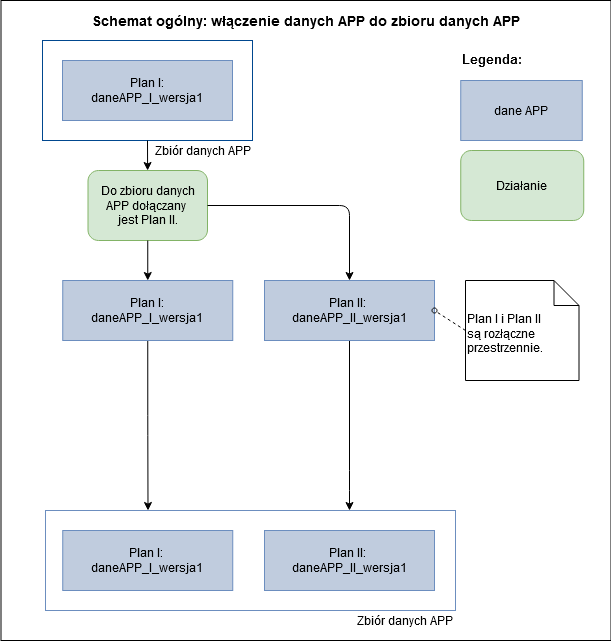 Schemat ogólny: włączenie danych APP do zbioru danych APP
Plan I:
daneAPP_I_wersja1
Zbiór danych APP
Legenda:
dane APP
Działanie
Do zbioru danych
APP dołączany
jest Plan II.
Plan I:
daneAPP_I_wersja1
Plan II:
daneAPP_II_wersja1
Plan I i Plan II
są rozłączne
przestrzennie.
Plan I:
daneAPP_I_wersja1
Plan II:
daneAPP_II_wersja1
Zbiór danych APP